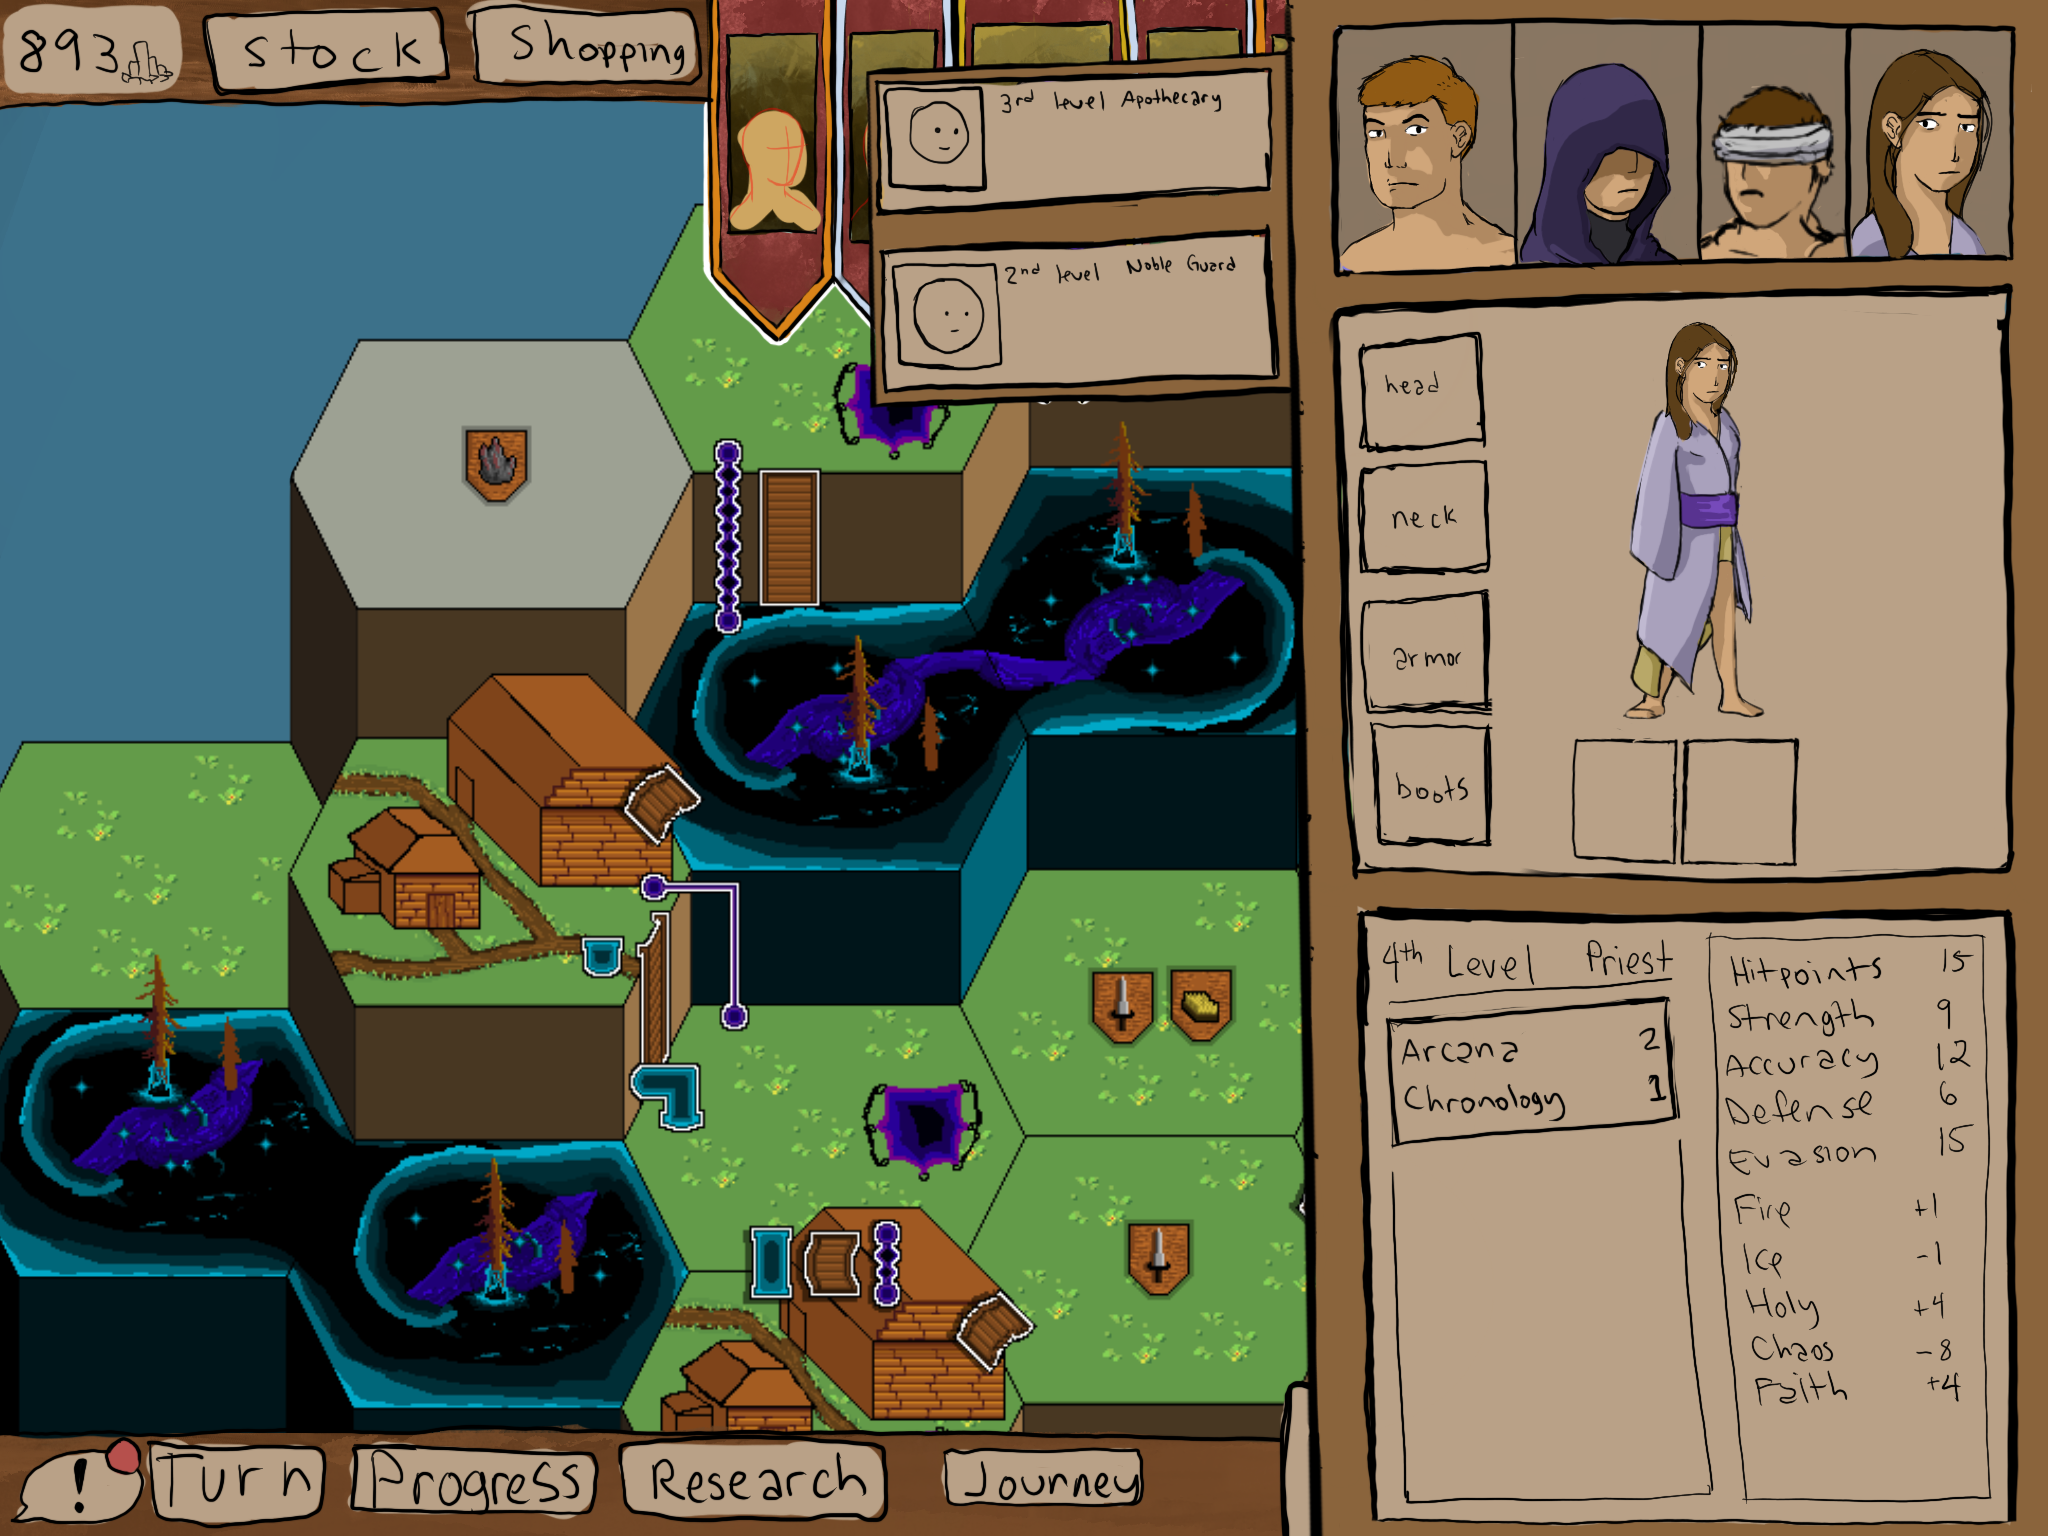 893
Stock
Shopping
3rd level Apothecary
2nd level Noble Guard
head
neck
armor
boots
4th Level Priest
Arcana 2
Chronology 1
Hitpoints 15
Strength 9
Accuracy 12
Defense 6
Evasion 15
Fire +1
Ice -1
Holy +4
Chaos -8
Faith +4
!
Turn
Progress
Research
Journey